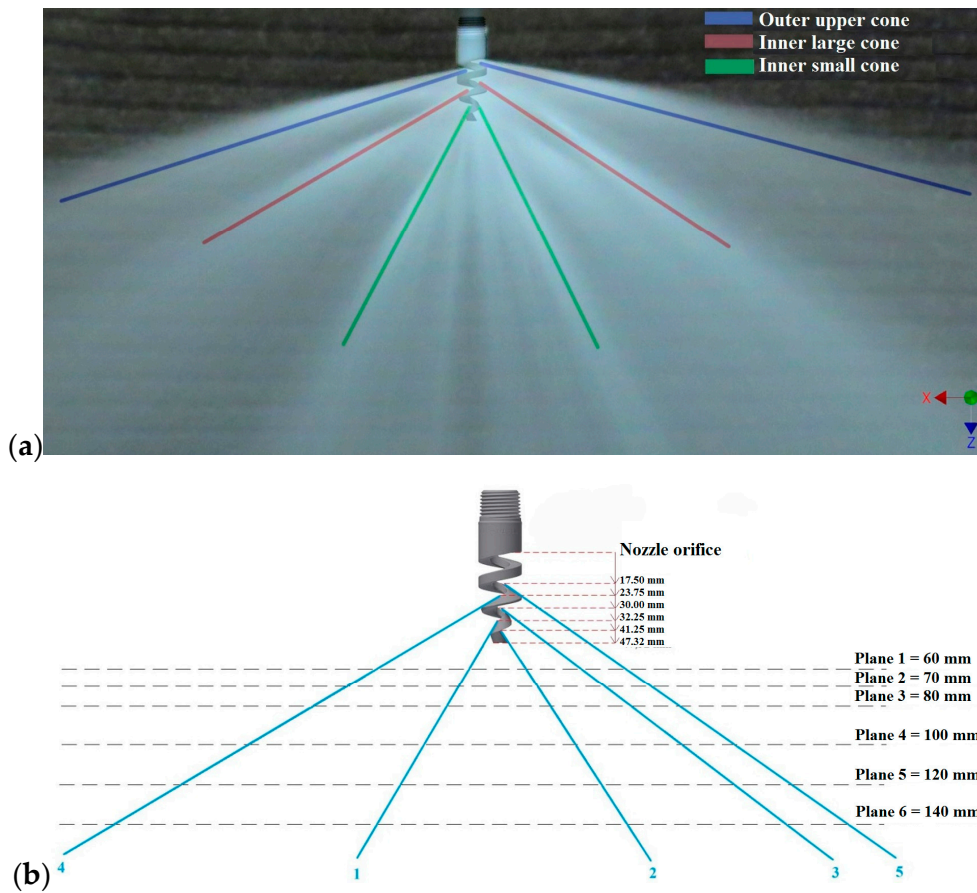 Outer upper cone
Inner large cone
Inner small cone
X
Z
(a)
Nozzle orifice
17.50 mm
23.75 mm
30.00 mm
32.25 mm
41.25 mm
47.32 mm
Plane 1 = 60 mm
Plane 2 = 70 mm
Plane 3 = 80 mm
Plane 4 = 100 mm
Plane 5 = 120 mm
Plane 6 = 140 mm
(b)
4
1
2
3
5